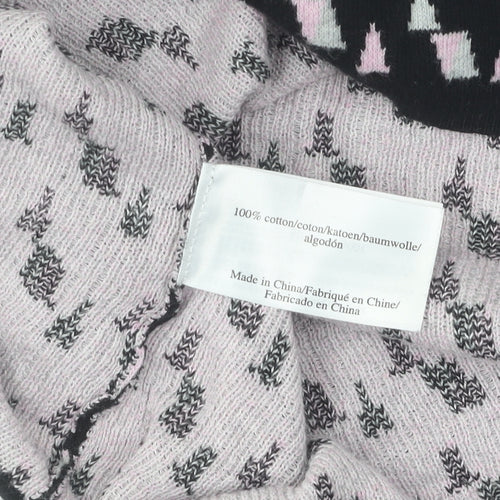 100% cotton/coton/katoen/baumwolle/
algodón
Made in China/Fabriqué en Chine/
Fabricado en China